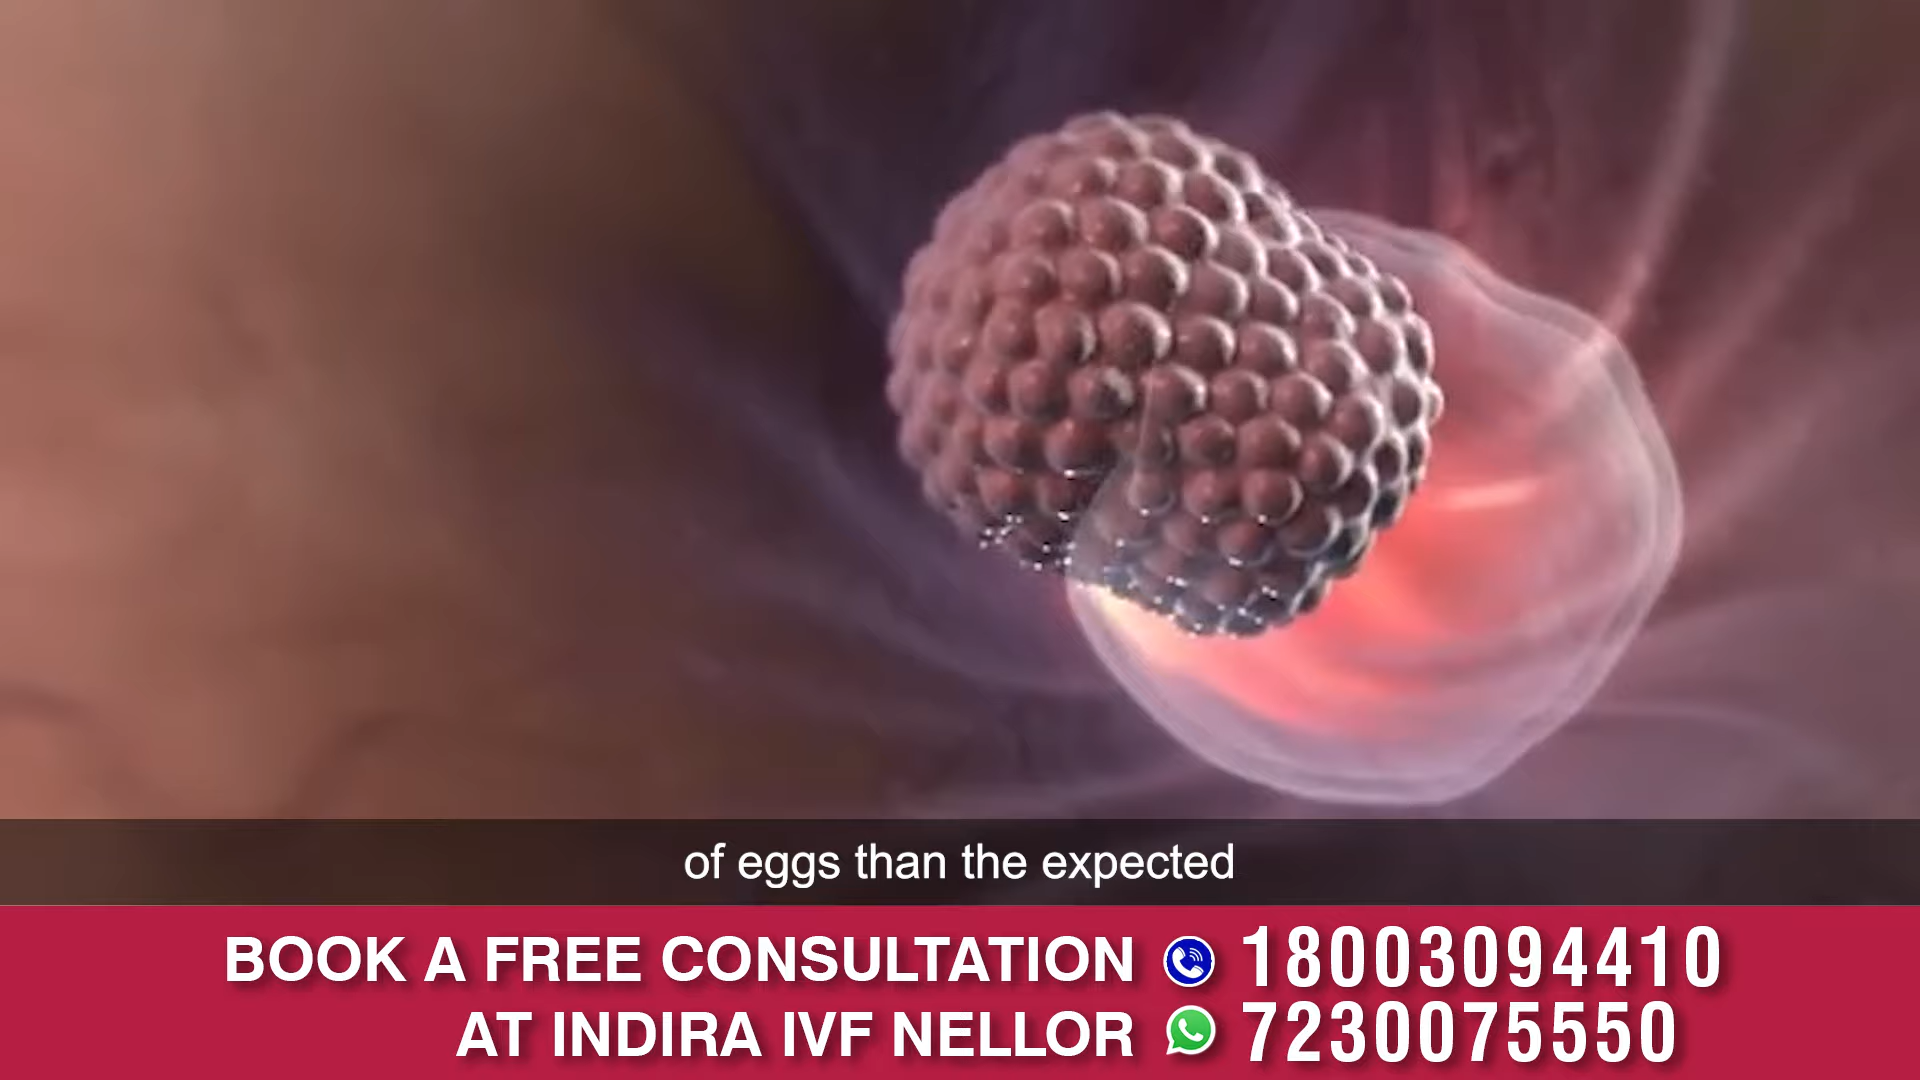 of eggs than the expected
BOOK A FREE CONSULTATION 18003094410
AT INDIRA IVF NELLOR 7230075550